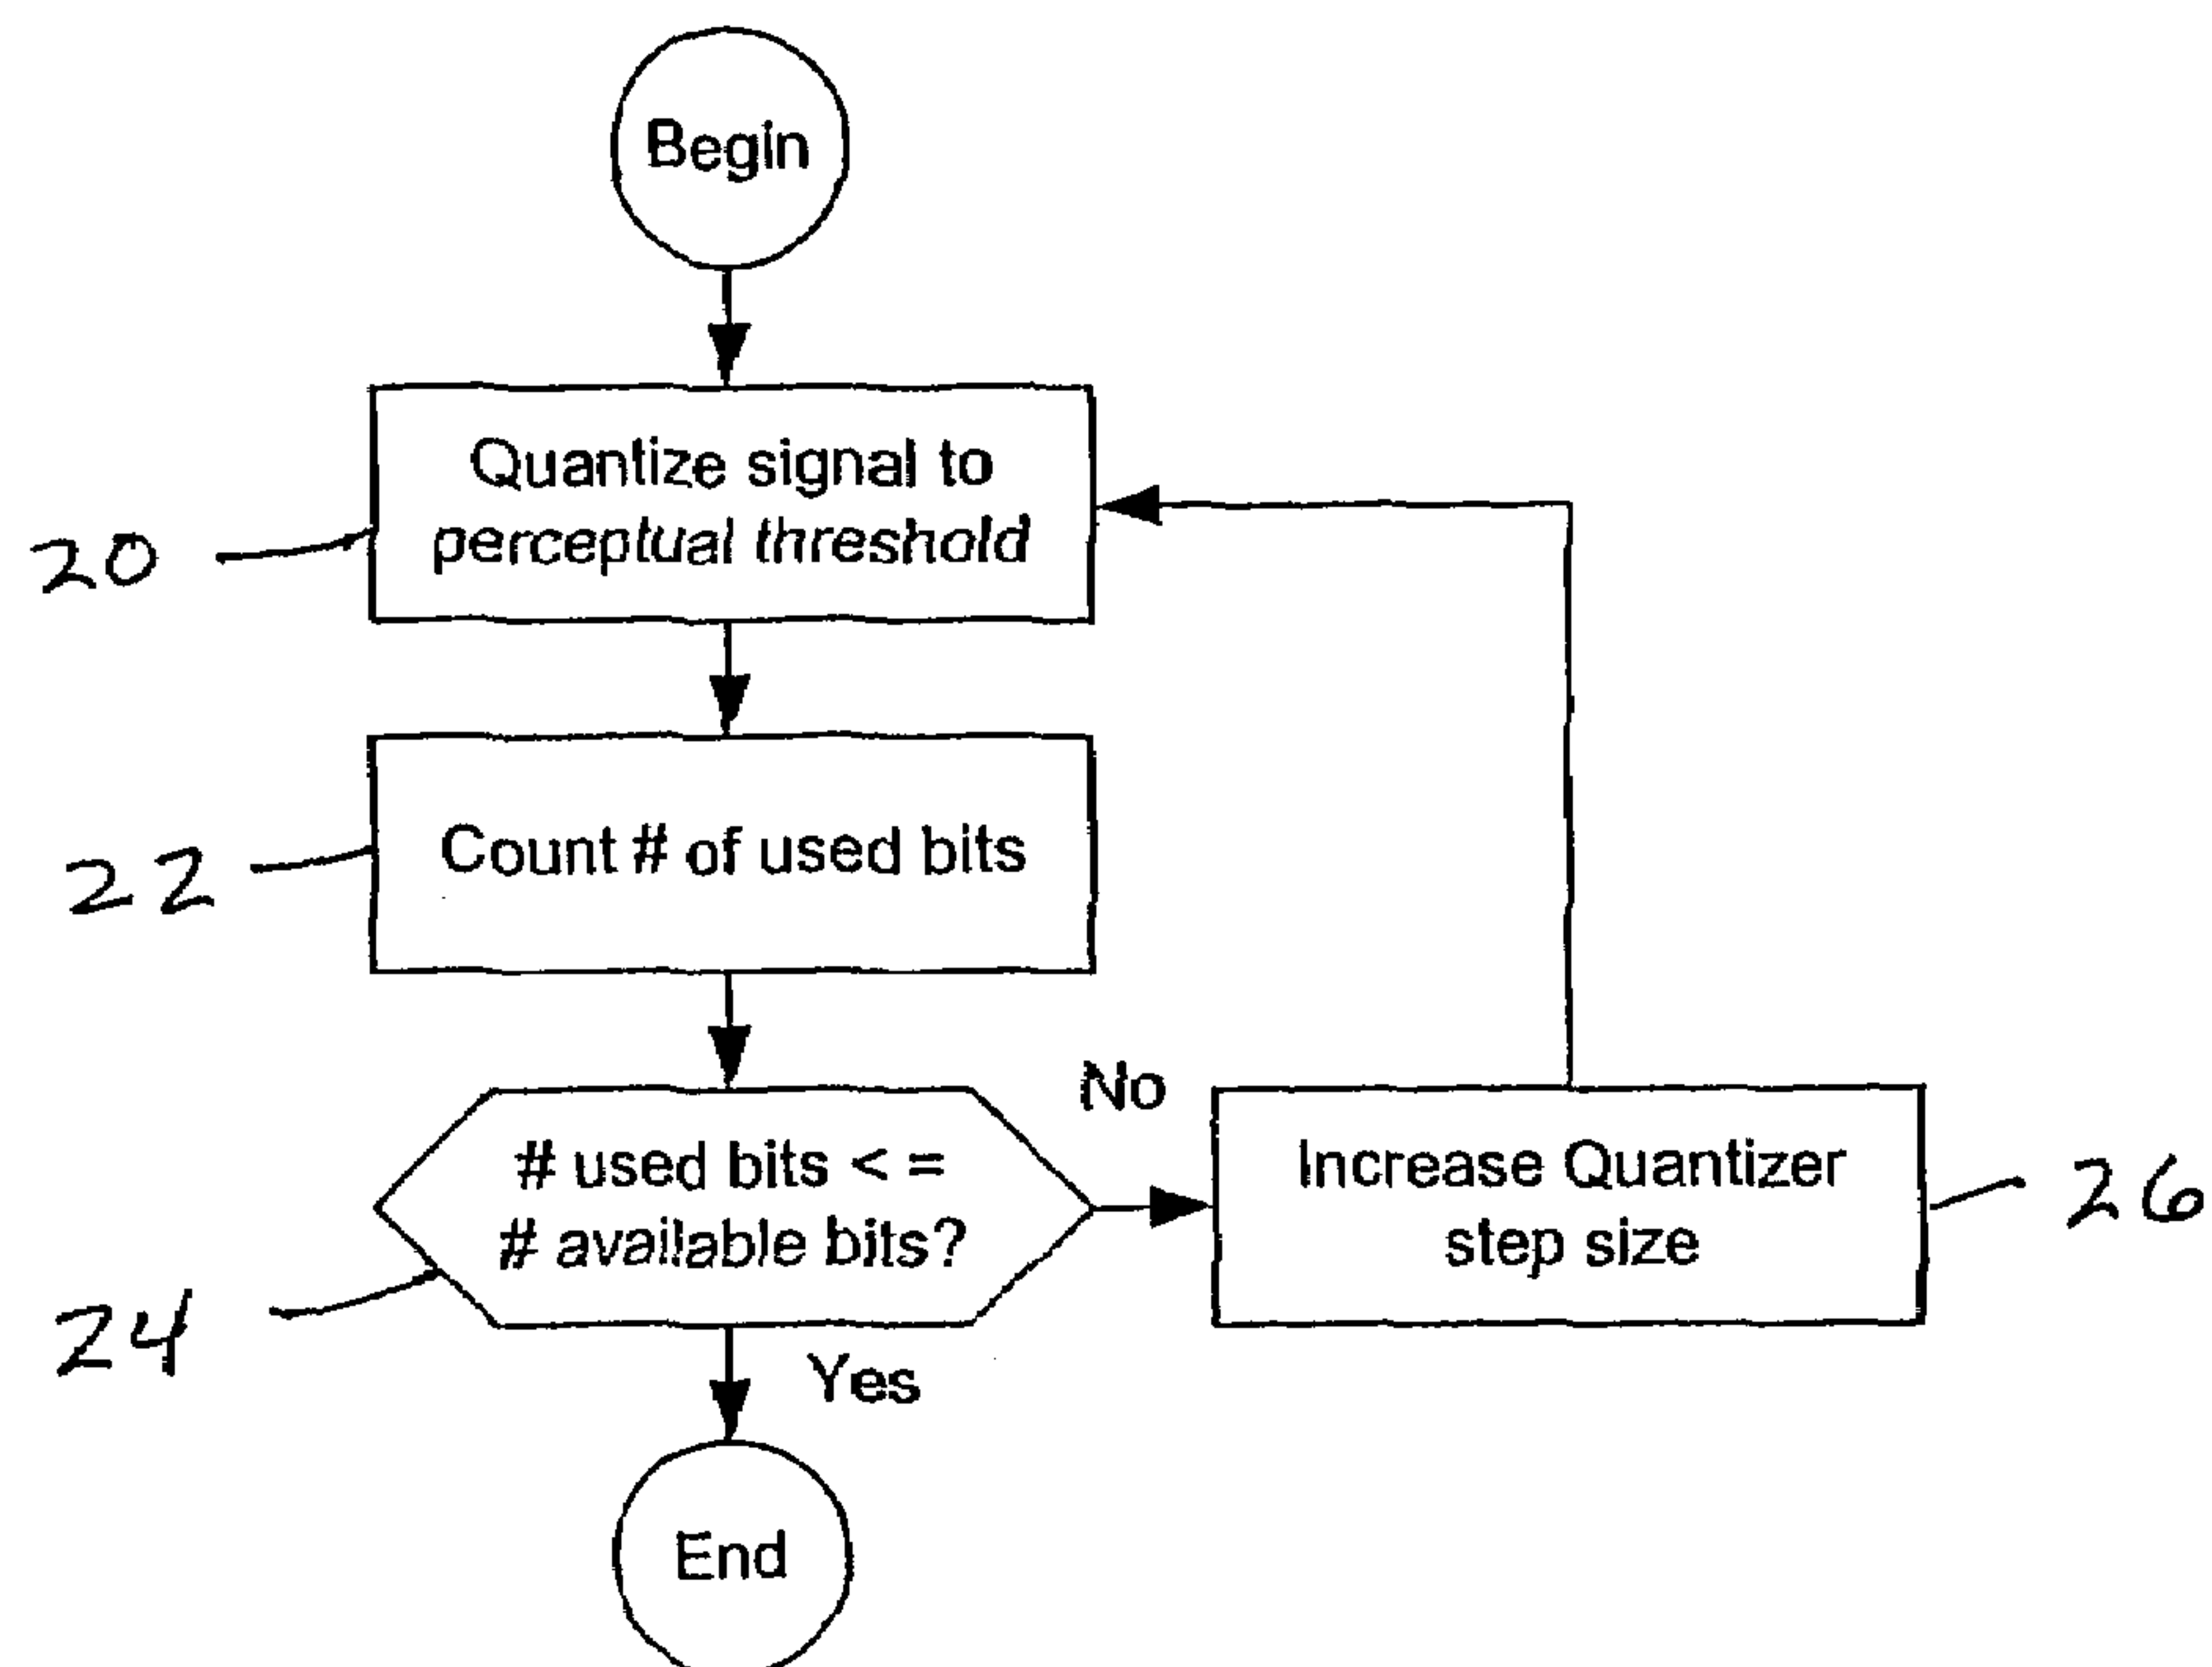 Begin
Quantize signal to
perceptual threshold
20
Count # of used bits
22
No
# used bits < =
# available bits?
24
Increase Quantizer
step size
26
Yes
End